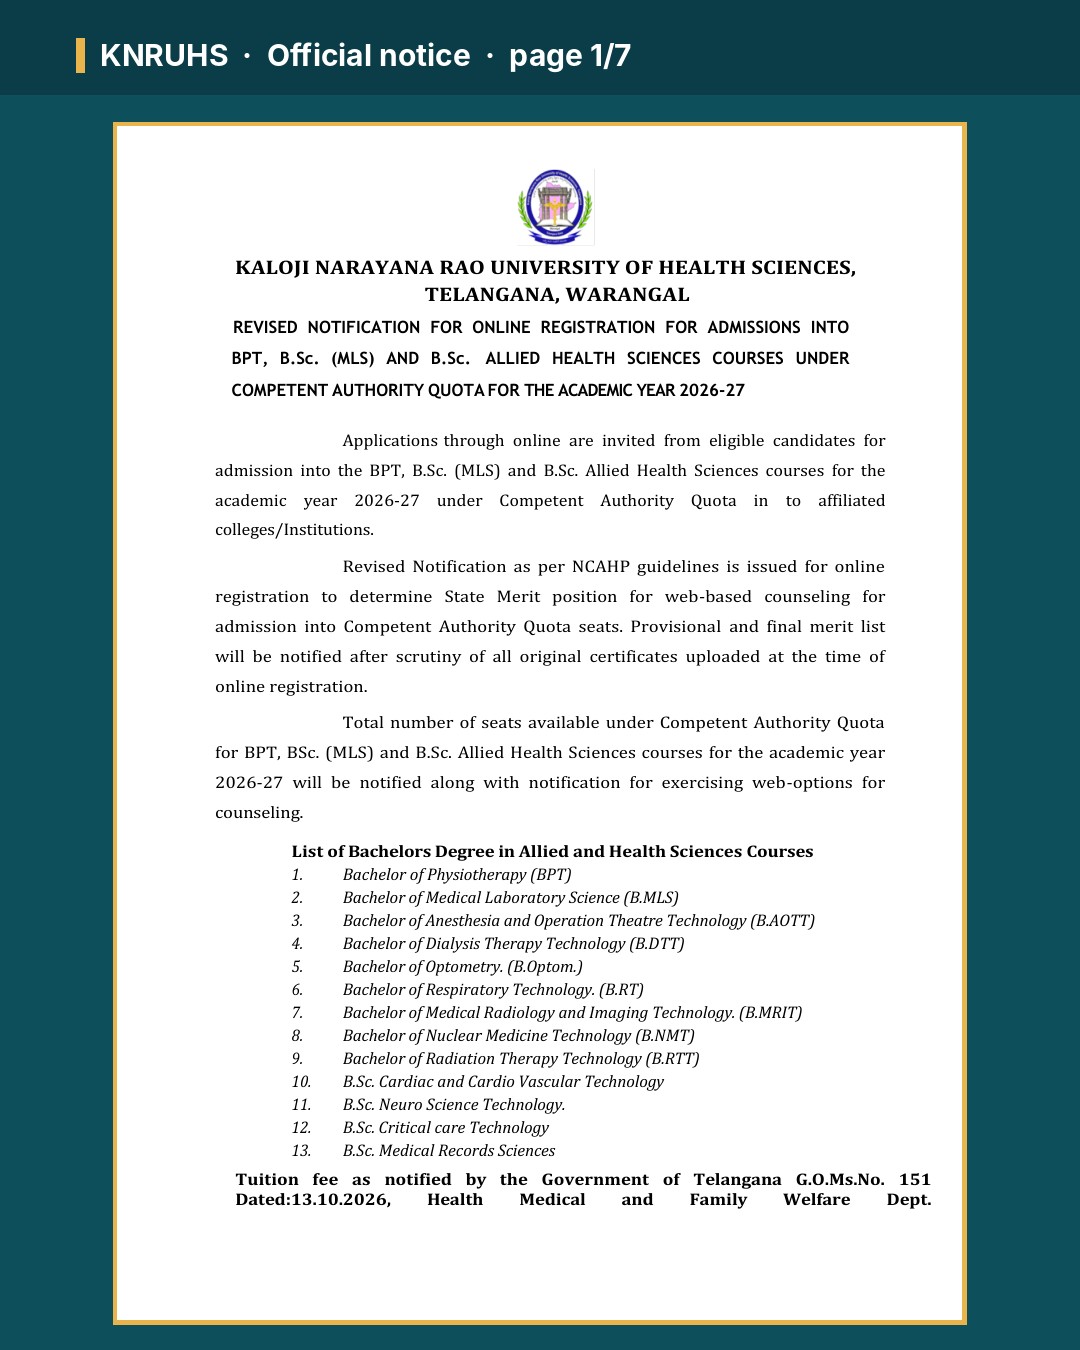 KNRUHS · Official notice · page 1/7
KALOJI NARAYANA RAO UNIVERSITY OF HEALTH SCIENCES,
TELANGANA, WARANGAL
REVISED NOTIFICATION FOR ONLINE REGISTRATION FOR ADMISSIONS INTO
BPT, B.Sc. (MLS) AND B.Sc. ALLIED HEALTH SCIENCES COURSES UNDER
COMPETENT AUTHORITY QUOTA FOR THE ACADEMIC YEAR 2026-27
Applications through online are invited from eligible candidates for
admission into the BPT, B.Sc. (MLS) and B.Sc. Allied Health Sciences courses for the
academic year 2026-27 under Competent Authority Quota in to affiliated
colleges/Institutions.
Revised Notification as per NCAHP guidelines is issued for online
registration to determine State Merit position for web-based counseling for
admission into Competent Authority Quota seats. Provisional and final merit list
will be notified after scrutiny of all original certificates uploaded at the time of
online registration.
Total number of seats available under Competent Authority Quota
for BPT, BSc. (MLS) and B.Sc. Allied Health Sciences courses for the academic year
2026-27 will be notified along with notification for exercising web-options for
counseling.
List of Bachelors Degree in Allied and Health Sciences Courses
1. Bachelor of Physiotherapy (BPT)
2. Bachelor of Medical Laboratory Science (B.MLS)
3. Bachelor of Anesthesia and Operation Theatre Technology (B.AOTT)
4. Bachelor of Dialysis Therapy Technology (B.DTT)
5. Bachelor of Optometry. (B.Optom.)
6. Bachelor of Respiratory Technology. (B.RT)
7. Bachelor of Medical Radiology and Imaging Technology. (B.MRIT)
8. Bachelor of Nuclear Medicine Technology (B.NMT)
9. Bachelor of Radiation Therapy Technology (B.RTT)
10. B.Sc. Cardiac and Cardio Vascular Technology
11. B.Sc. Neuro Science Technology.
12. B.Sc. Critical care Technology
13. B.Sc. Medical Records Sciences
Tuition fee as notified by the Government of Telangana G.O.Ms.No. 151
Dated:13.10.2026, Health Medical and Family Welfare Dept.